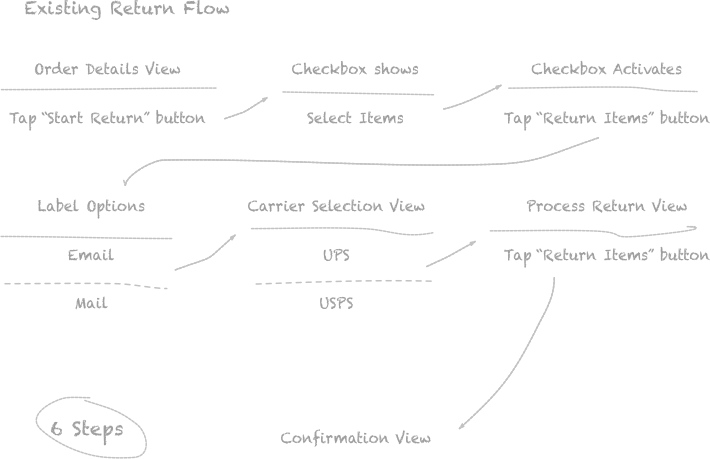 Existing Return Flow
Order Details View
Tap “Start Return” button
Checkbox shows
Select Items
Checkbox Activates
Tap “Return Items” button
Label Options
Email
Mail
Carrier Selection View
UPS
USPS
Process Return View
Tap “Return Items” button
Confirmation View
6 Steps